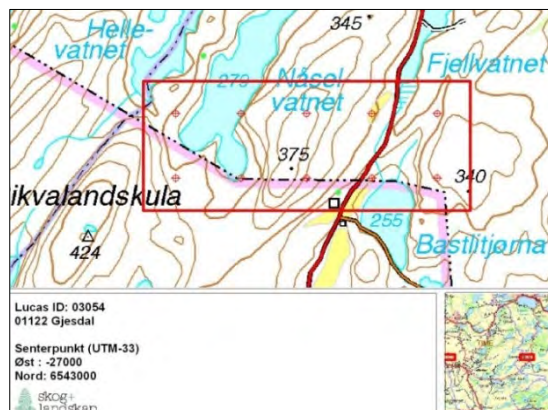 Helle-
vatnet
345
Fjellvatnet
279
Nåsel
vatnet
375
340
ikvalandskula
255
424
Bastlitjørna
Lucas ID: 03054
01122 Gjesdal
Senterpunkt (UTM-33)
Øst : -27000
Nord: 6543000
skog+
landskap